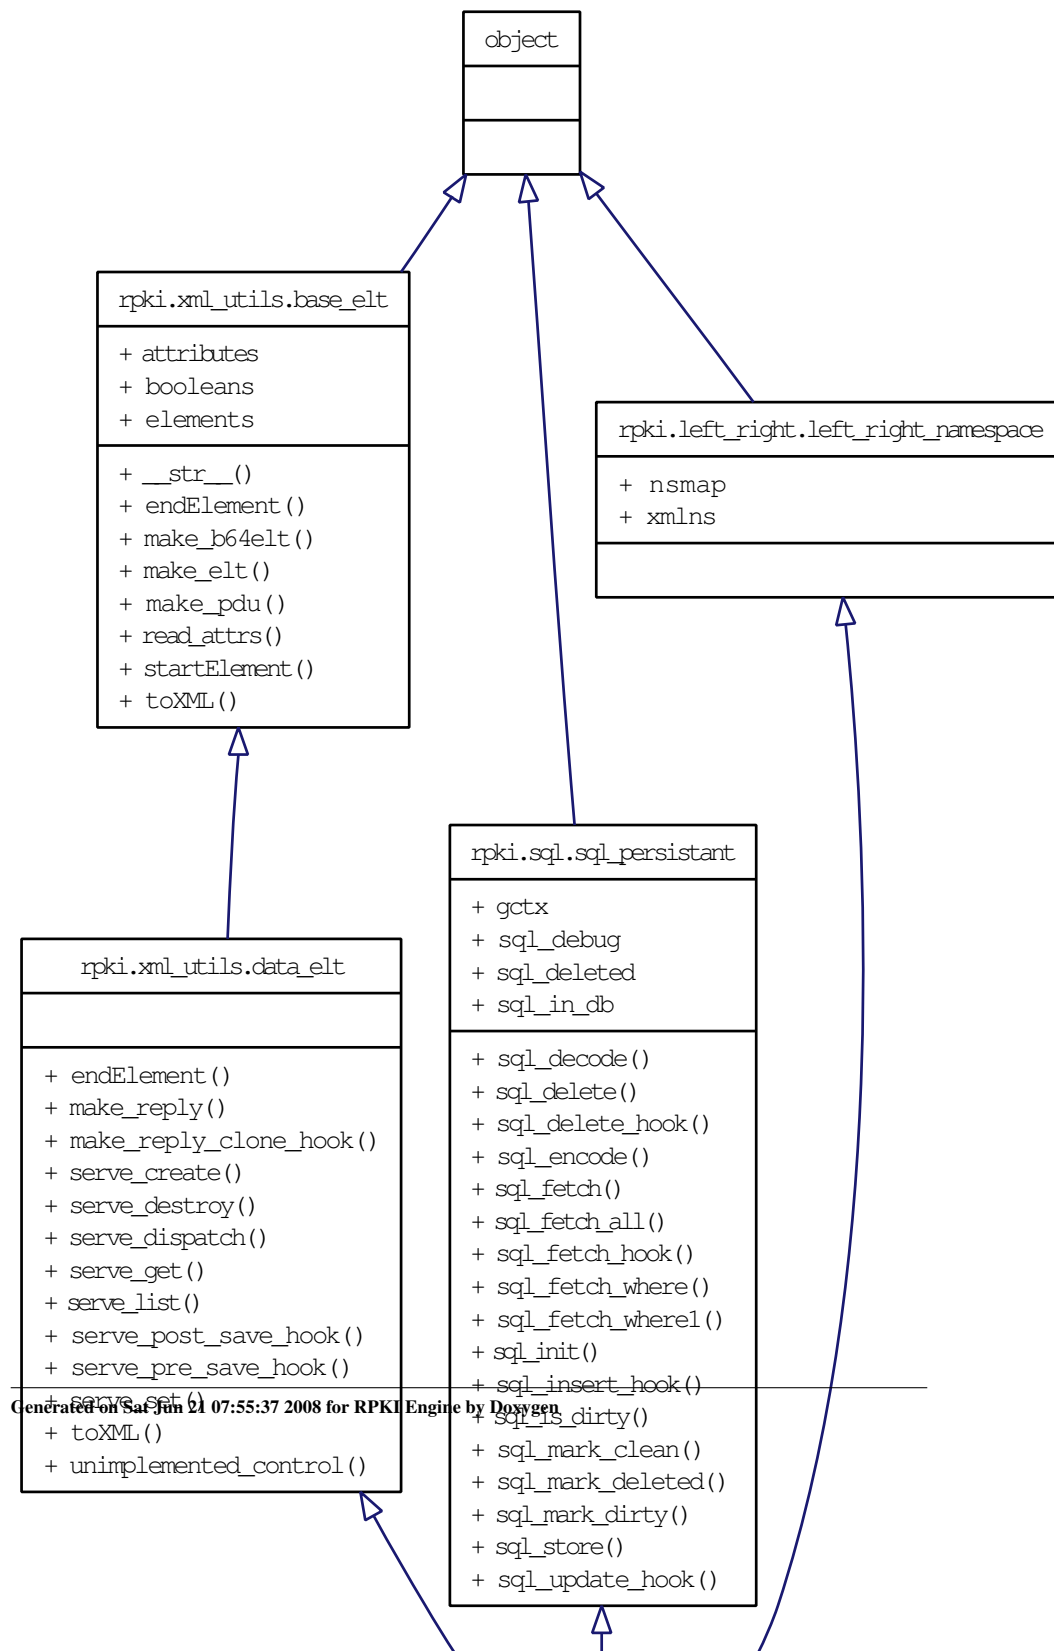 object
rpki.xml_utils.base_elt
+ attributes
+ booleans
+ elements
+ __str__()
+ endElement()
+ make_b64elt()
+ make_elt()
+ make_pdu()
+ read_attrs()
+ startElement()
+ toXML()
rpki.left_right.left_right_namespace
+ nsmap
+ xmlns
rpki.sql.sql_persistant
+ gctx
+ sql_debug
+ sql_deleted
+ sql_in_db
+ sql_decode()
+ sql_delete()
+ sql_delete_hook()
+ sql_encode()
+ sql_fetch()
+ sql_fetch_all()
+ sql_fetch_hook()
+ sql_fetch_where()
+ sql_fetch_where1()
+ sql_init()
+ sql_insert_hook()
+ sql_is_dirty()
+ sql_mark_clean()
+ sql_mark_deleted()
+ sql_mark_dirty()
+ sql_store()
+ sql_update_hook()
rpki.xml_utils.data_elt
+ endElement()
+ make_reply()
+ make_reply_clone_hook()
+ serve_create()
+ serve_destroy()
+ serve_dispatch()
+ serve_get()
+ serve_list()
+ serve_post_save_hook()
+ serve_pre_save_hook()
+ serve_set()
+ toXML()
+ unimplemented_control()
Generated on Sat Jun 21 07:55:37 2008 for RPKI Engine by Doxygen